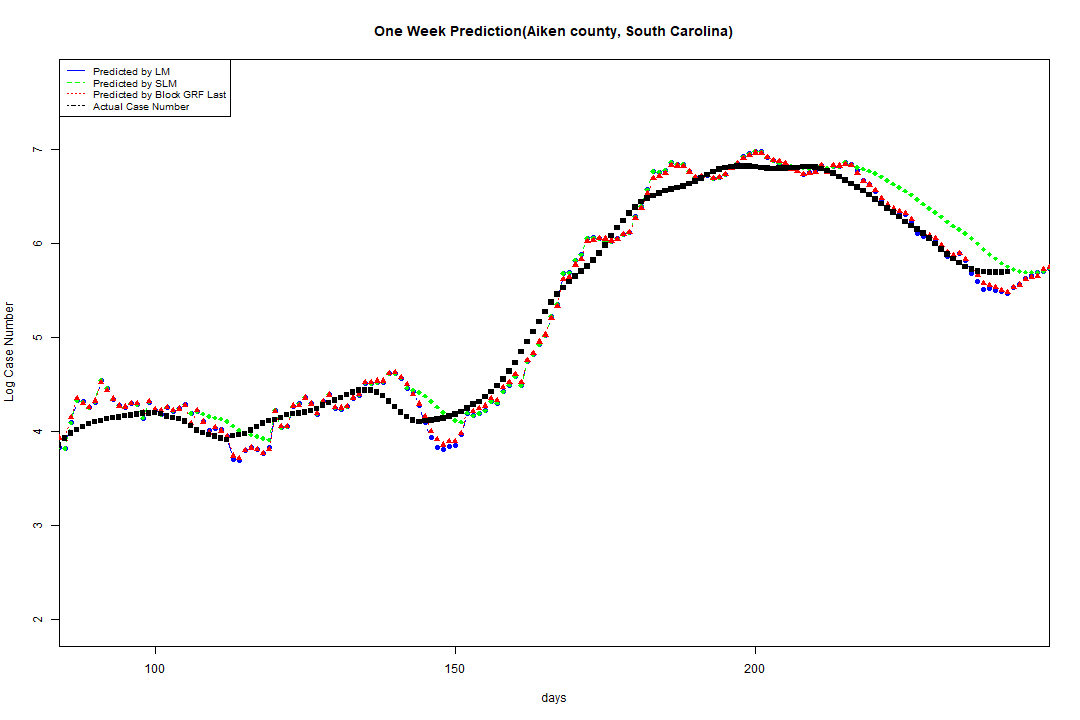 One Week Prediction(Aiken county, South Carolina)
Predicted by LM
Predicted by SLM
Predicted by Block GRF Last
Actual Case Number
Log Case Number
7
6
5
4
3
2
100 150 200
days